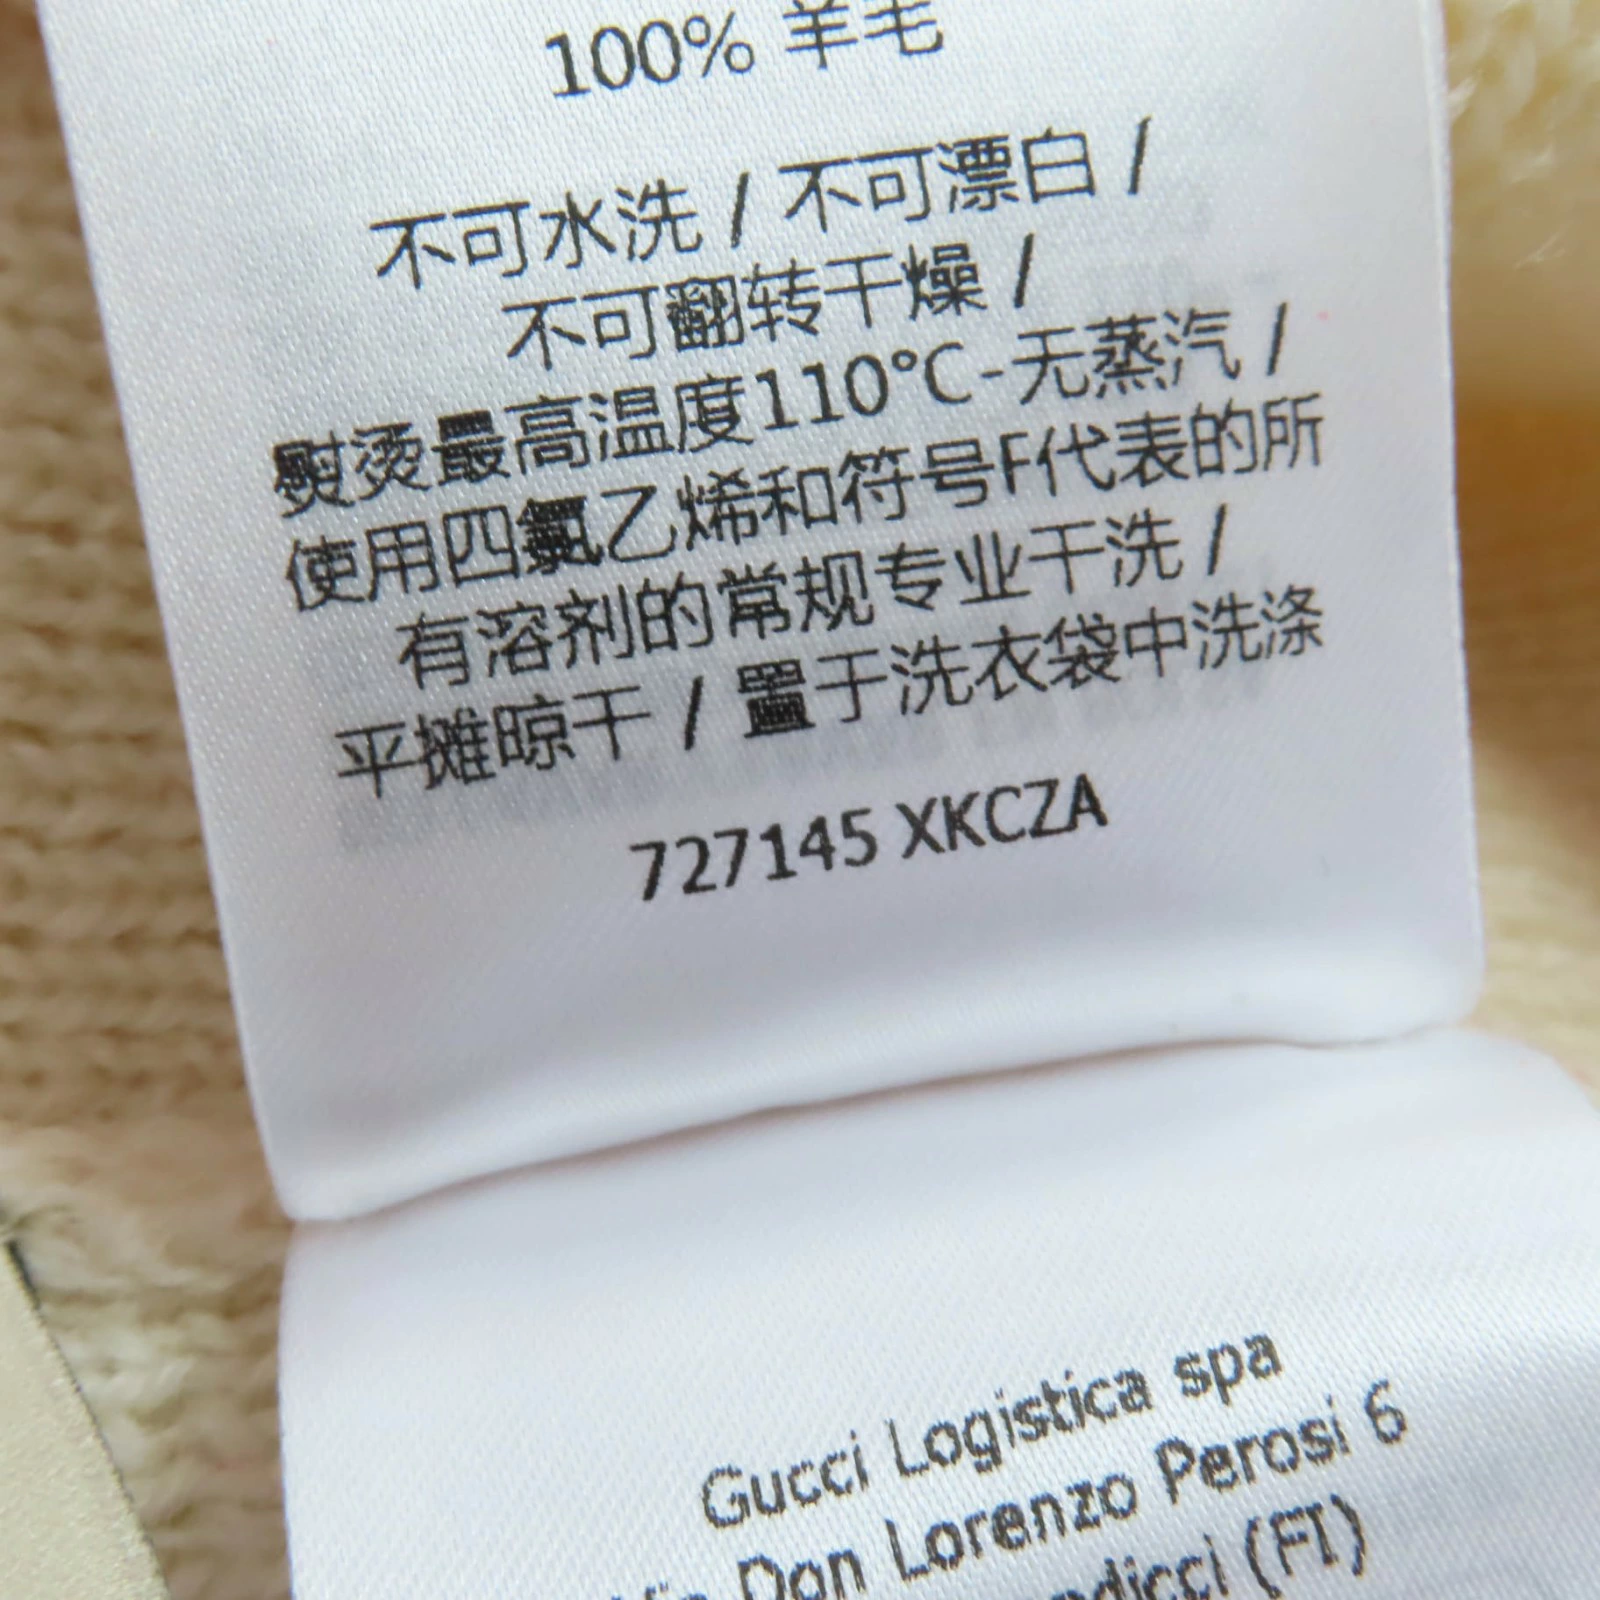 100% 羊毛
不可水洗 / 不可漂白 /
不可翻转干燥 /
熨烫最高温度110°C-无蒸汽 /
使用四氯乙烯和符号F代表的所
有溶剂的常规专业干洗 /
平摊晾干 / 置于洗衣袋中洗涤
727145 XKCZA
Gucci Logistica spa
Don Lorenzo Perosi 6
(FI)